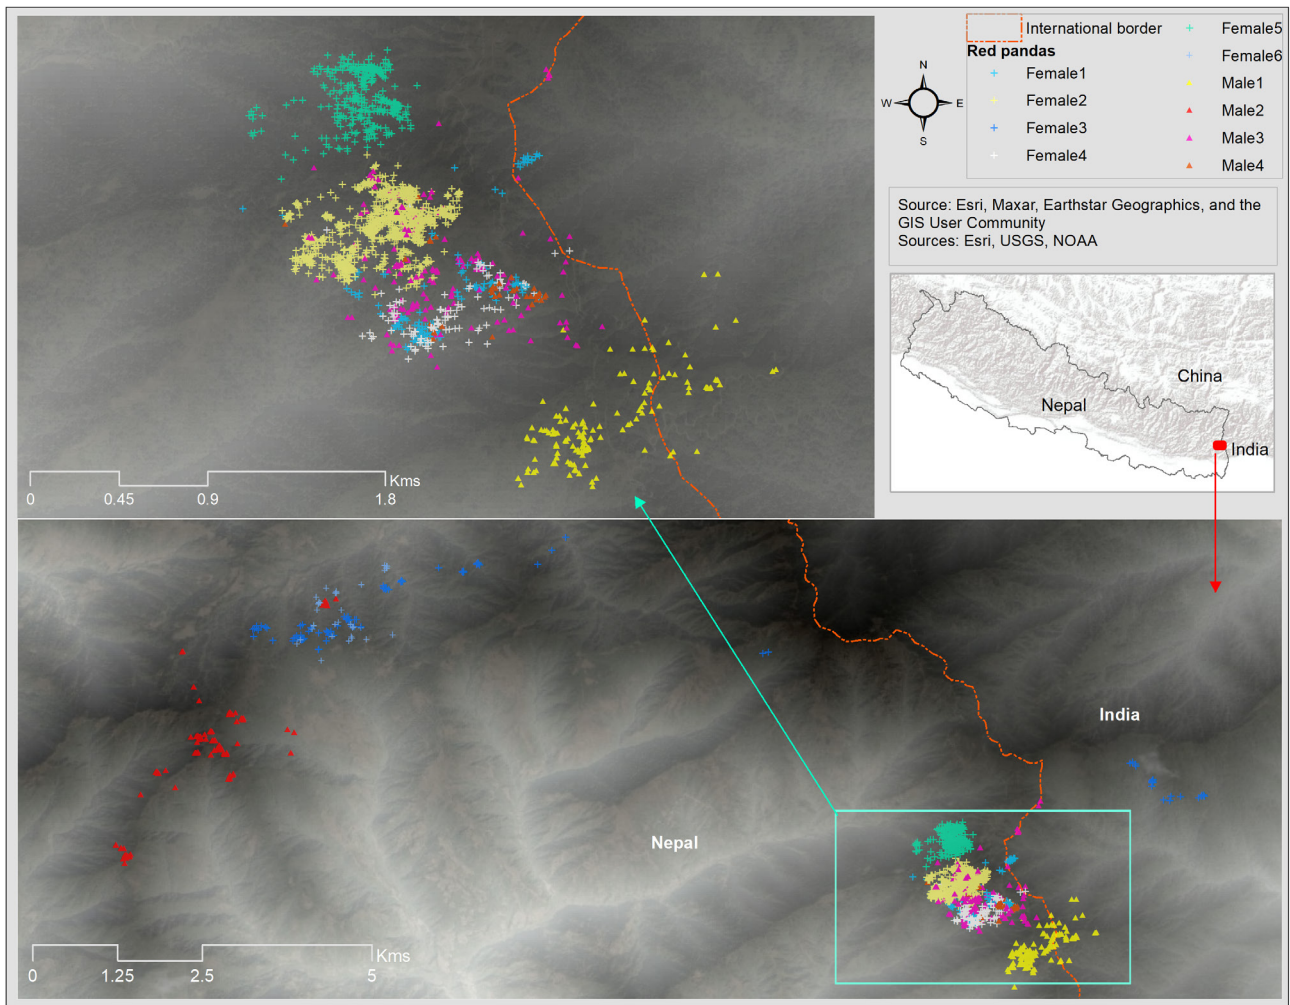 International border
Red pandas
Female1
Female2
Female3
Female4
Female5
Female6
Male1
Male2
Male3
Male4
N
W
E
S
Source: Esri, Maxar, Earthstar Geographics, and the
GIS User Community
Sources: Esri, USGS, NOAA
China
Nepal
India
Kms
0 0.45 0.9 1.8
India
Nepal
Kms
0 1.25 2.5 5